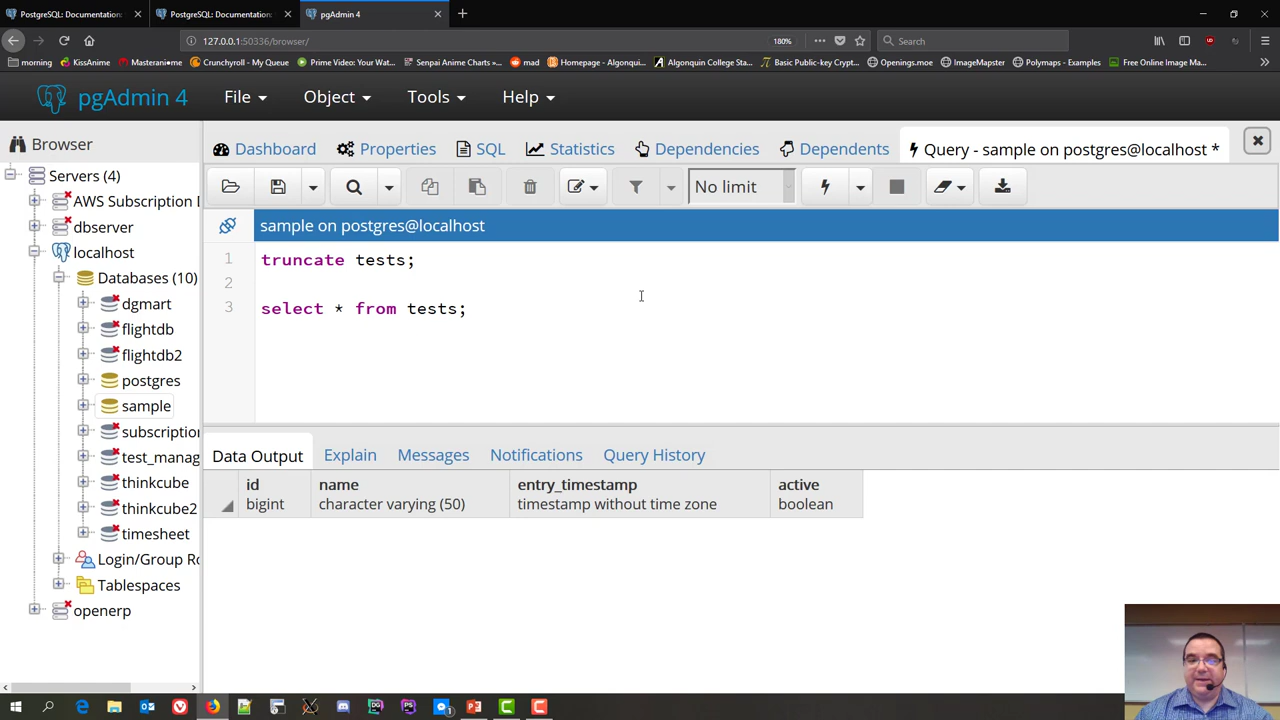 PostgreSQL: Documentation:
PostgreSQL: Documentation:
pgAdmin 4
127.0.0.1:50336/browser/
180%
Search
morning
KissAnime
Masterani●me
Crunchyroll - My Queue
Prime Video: Your Wat...
Senpai Anime Charts »...
mad
Homepage - Algonqui...
Algonquin College Sta...
Basic Public-key Crypt...
Openings.moe
ImageMapster
Polymaps - Examples
Free Online Image Ma...
pgAdmin 4
File
Object
Tools
Help
Browser
Dashboard
Properties
SQL
Statistics
Dependencies
Dependents
Query - sample on postgres@localhost *
No limit
sample on postgres@localhost
1 truncate tests;
2
3 select * from tests;
Servers (4)
AWS Subscription
dbserver
localhost
Databases (10)
dgmart
flightdb
flightdb2
postgres
sample
subscription
test_manag
thinkcube
thinkcube2
timesheet
Login/Group Ro
Tablespaces
openerp
Data Output
Explain
Messages
Notifications
Query History
id
bigint
name
character varying (50)
entry_timestamp
timestamp without time zone
active
boolean